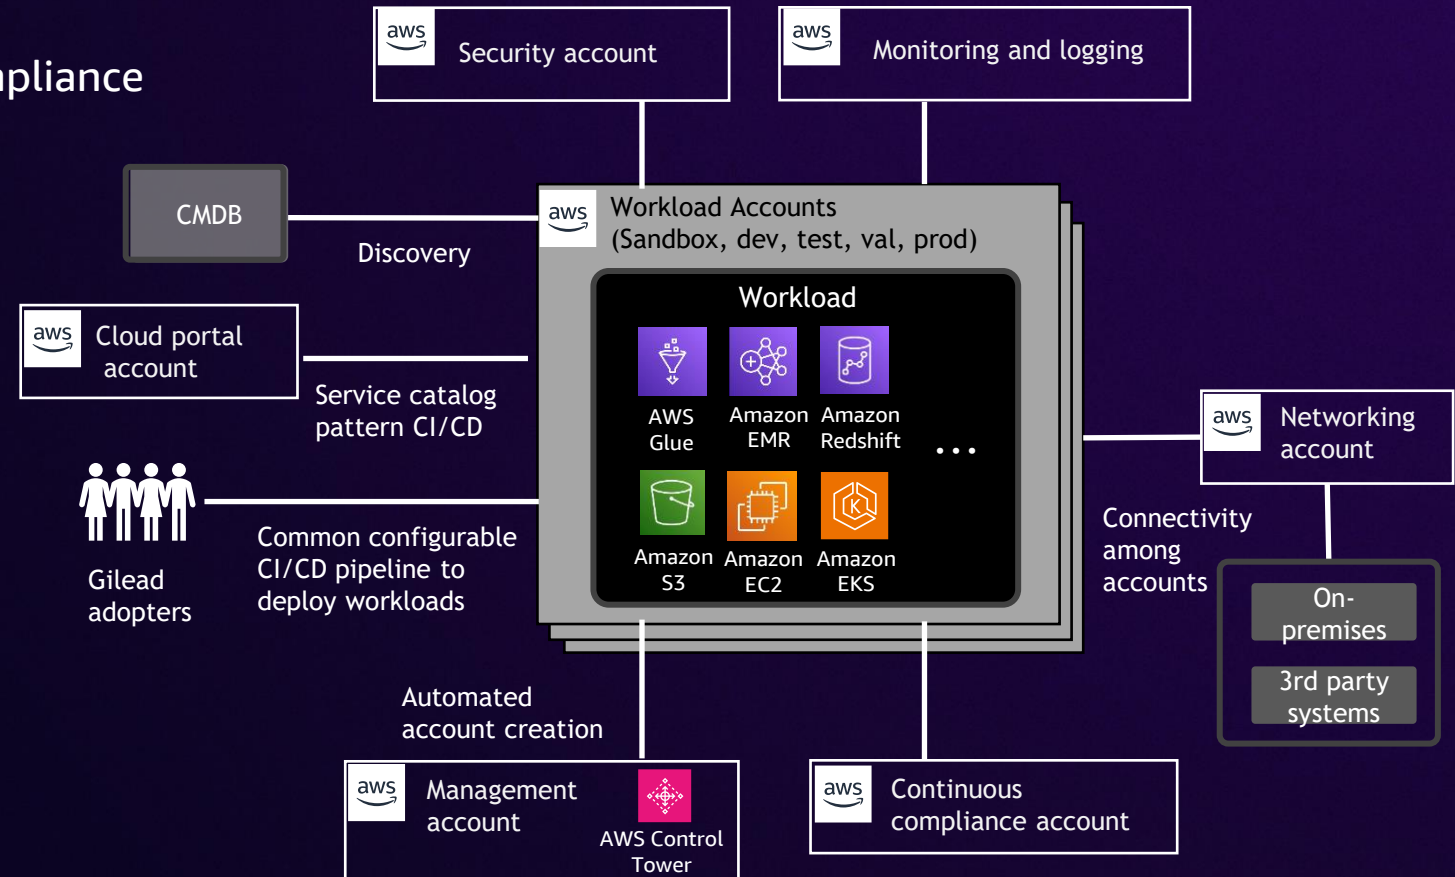 aws
Security account
aws
Monitoring and logging
mpliance
CMDB
Discovery
aws
Workload Accounts
(Sandbox, dev, test, val, prod)
Workload
AWS
Glue
Amazon
EMR
Amazon
Redshift
...
Amazon
S3
Amazon
EC2
Amazon
EKS
aws
Cloud portal
account
Service catalog
pattern CI/CD
Gilead
adopters
Common configurable
CI/CD pipeline to
deploy workloads
aws
Networking
account
Connectivity
among
accounts
On-
premises
3rd party
systems
Automated
account creation
aws
Management
account
AWS Control
Tower
aws
Continuous
compliance account